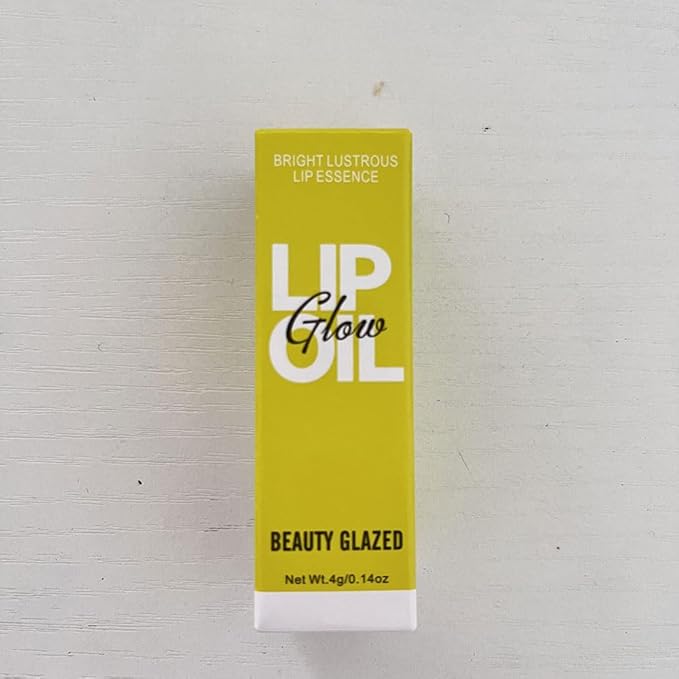 BRIGHT LUSTROUS
LIP ESSENCE
LIP
Glow
OIL
BEAUTY GLAZED
Net Wt.4g/0.14oz